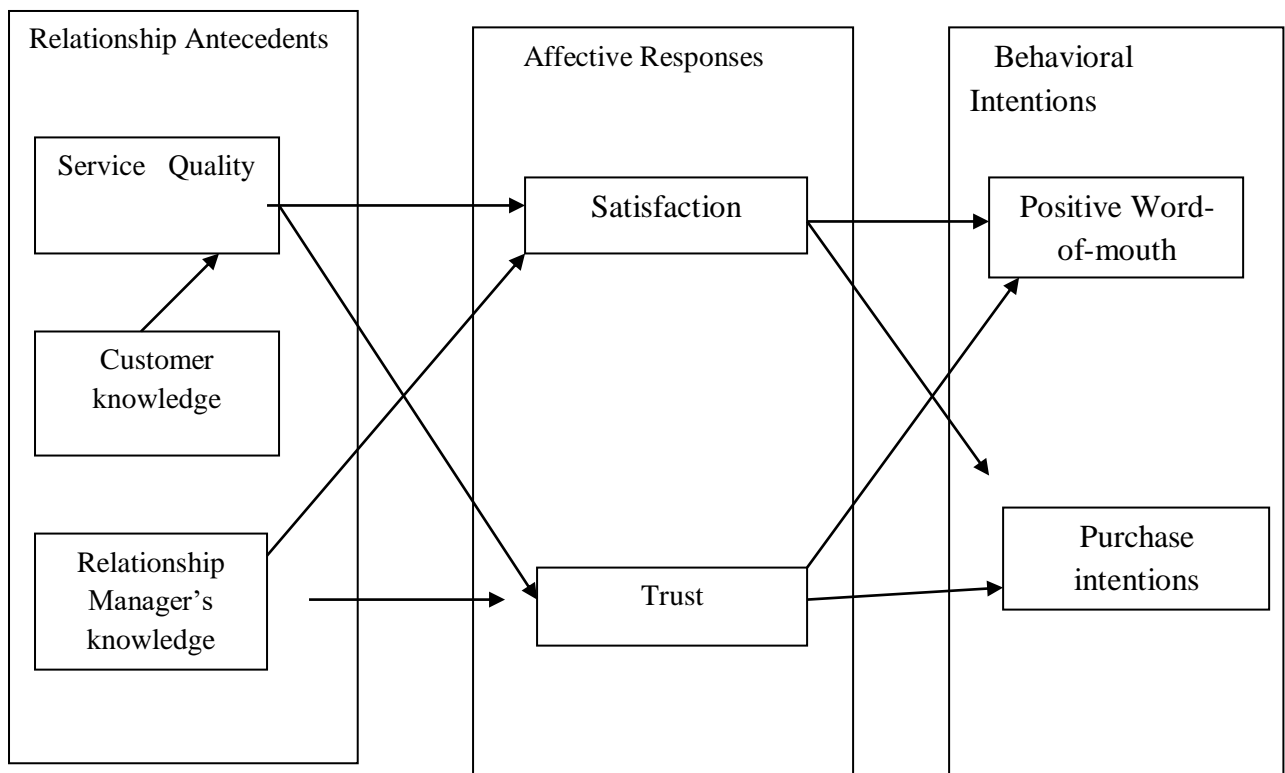 Relationship Antecedents
Service Quality
Customer
knowledge
Relationship
Manager's
knowledge
Affective Responses
Satisfaction
Trust
Behavioral
Intentions
Positive Word-
of-mouth
Purchase
intentions